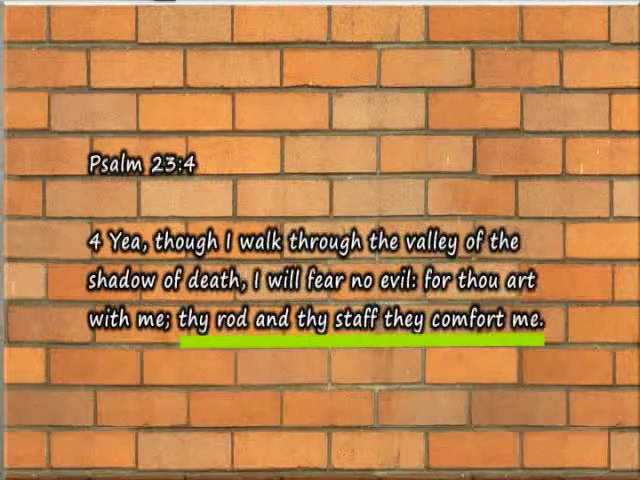 Psalm 23:4
4 Yea, though I walk through the valley of the
shadow of death, I will fear no evil: for thou art
with me; thy rod and thy staff they comfort me.